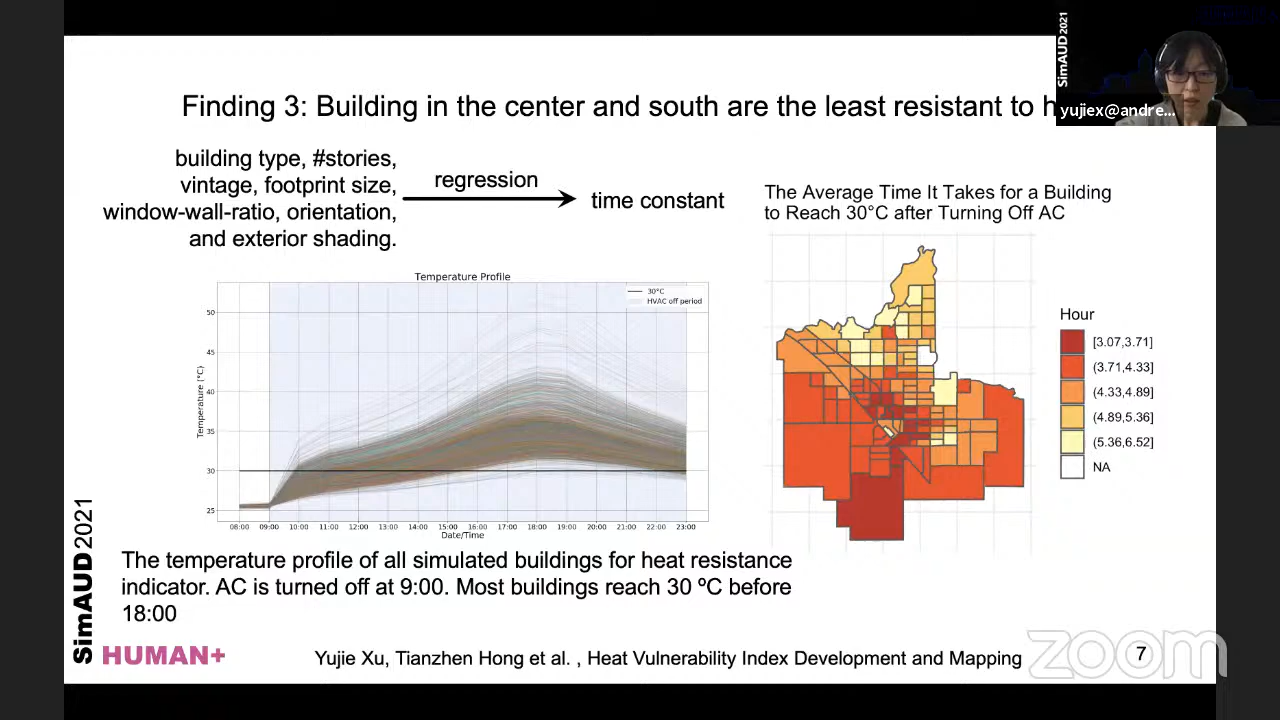 SimAUD2021
yujiex@andre...
Finding 3: Building in the center and south are the least resistant to h
building type, #stories,
vintage, footprint size,
window-wall-ratio, orientation,
and exterior shading.
regression
time constant
The Average Time It Takes for a Building
to Reach 30°C after Turning Off AC
Temperature Profile
30°C
HVAC off period
Temperature (°C)
50
45
40
35
30
25
08:00 09:00 10:00 11:00 12:00 13:00 14:00 15:00 16:00 17:00 18:00 19:00 20:00 21:00 22:00 23:00
Date/Time
Hour
[3.07,3.71]
(3.71,4.33]
(4.33,4.89]
(4.89,5.36]
(5.36,6.52]
NA
The temperature profile of all simulated buildings for heat resistance
indicator. AC is turned off at 9:00. Most buildings reach 30 ºC before
18:00
SimAUD2021
HUMAN+
Yujie Xu, Tianzhen Hong et al. , Heat Vulnerability Index Development and Mapping
7
zoom